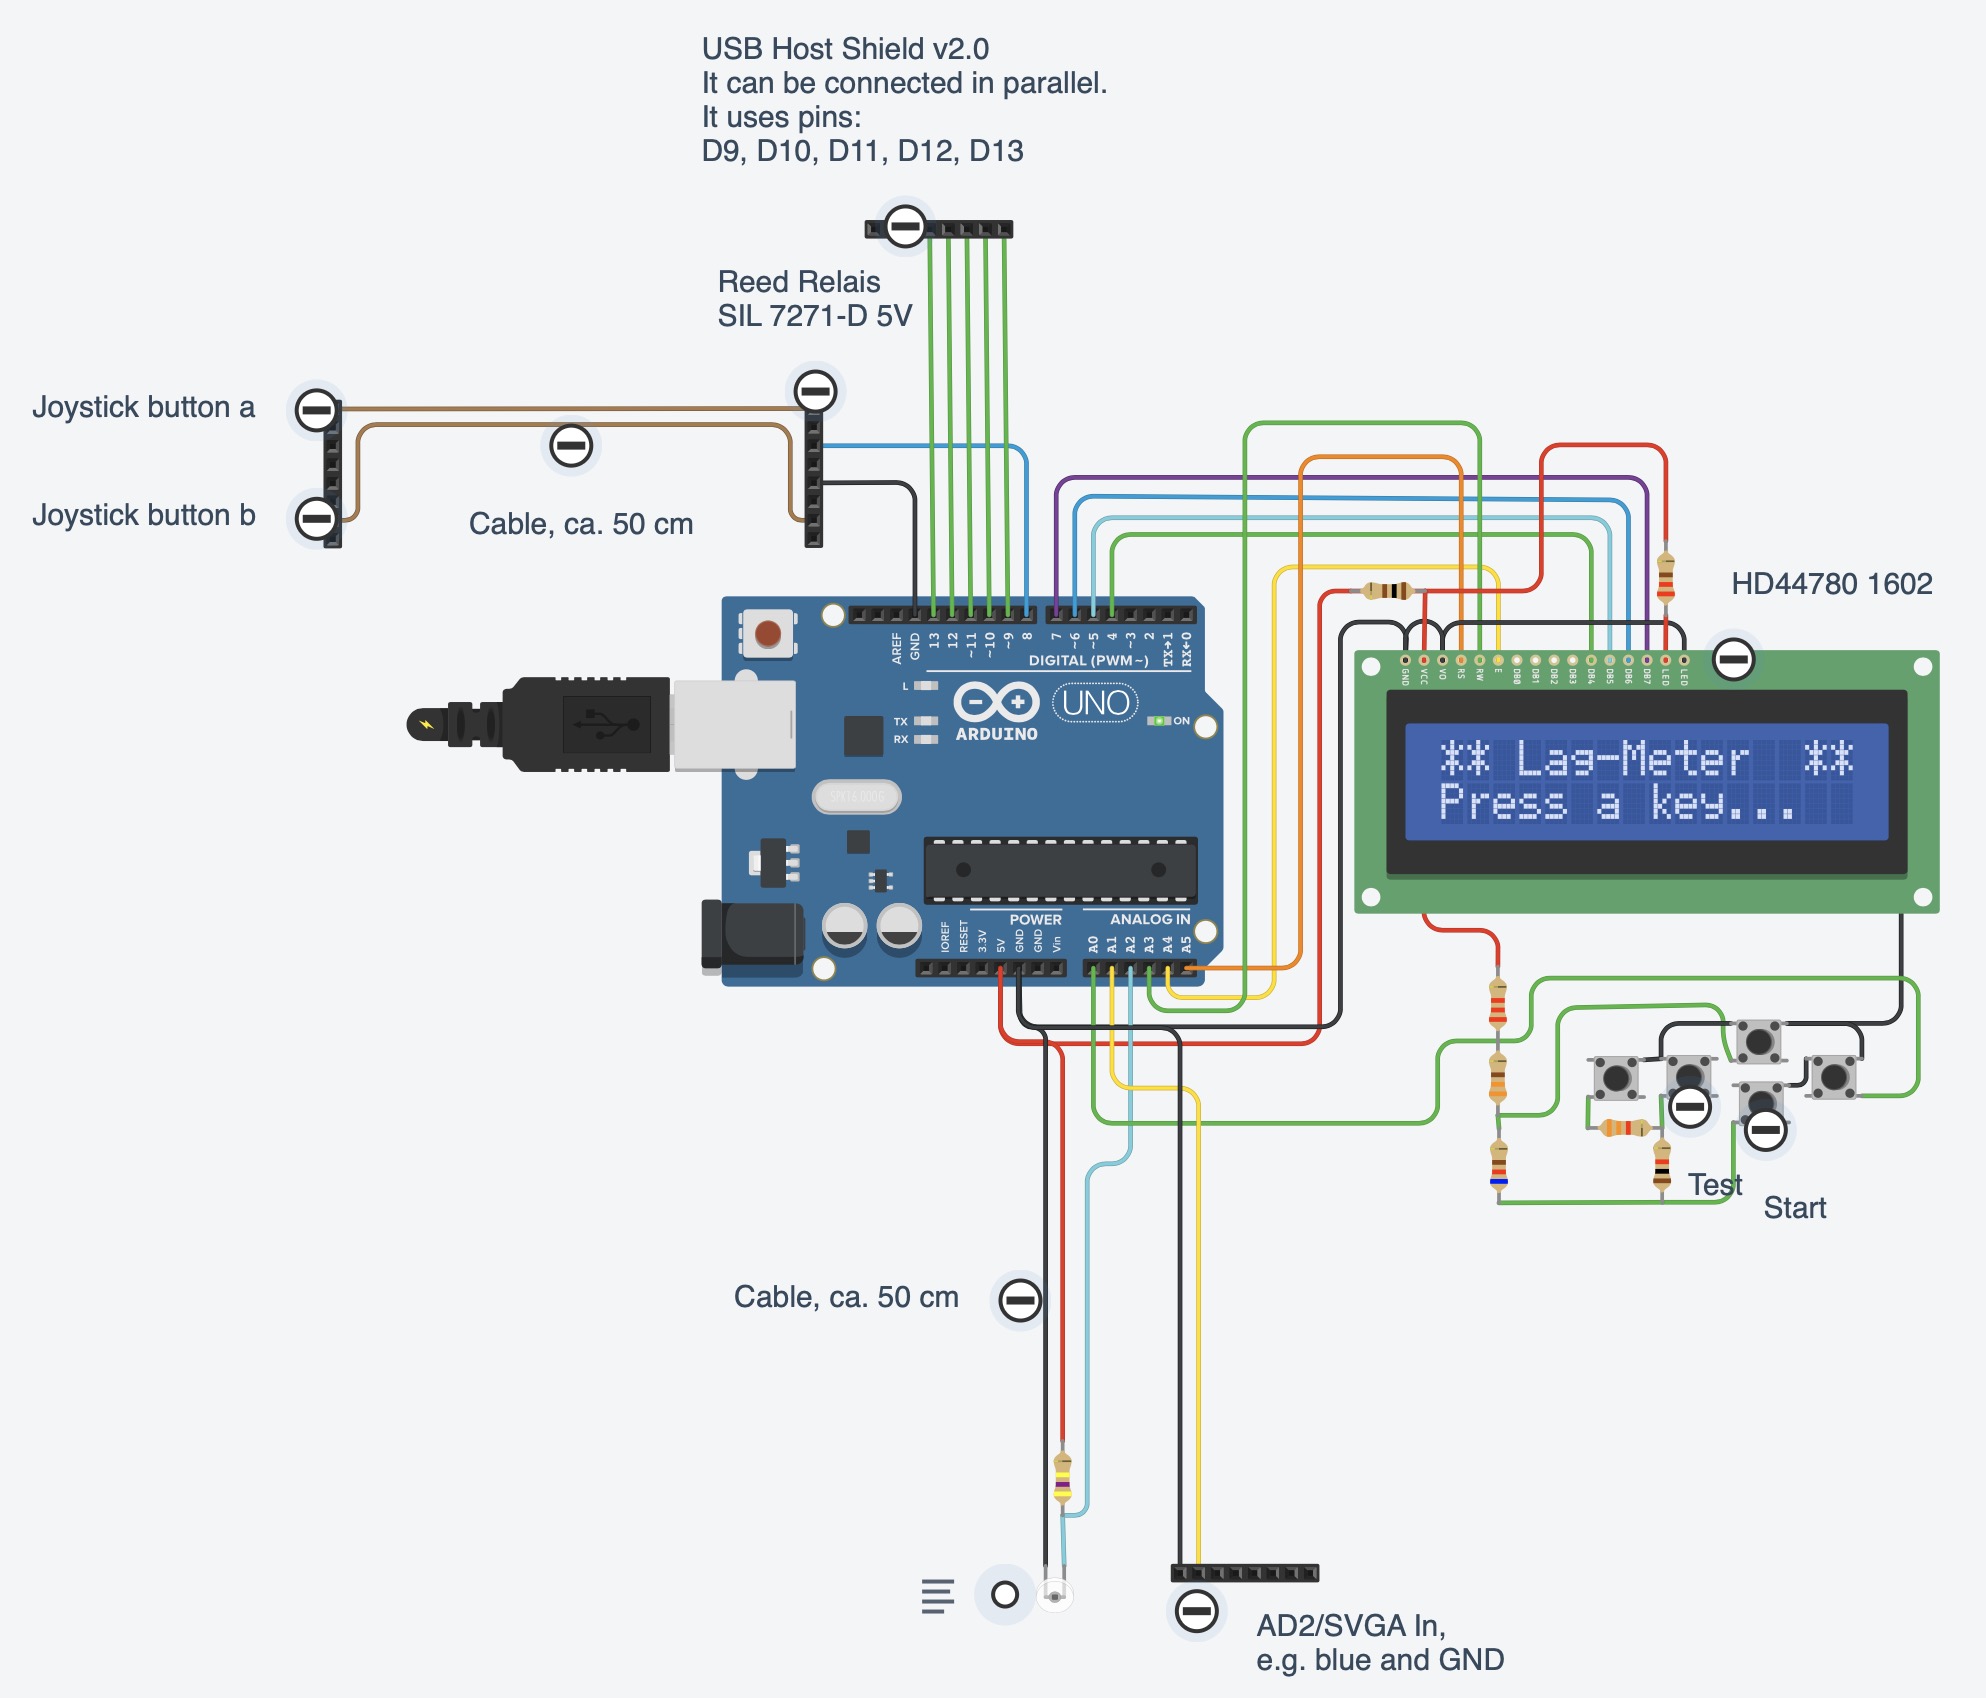 USB Host Shield v2.0
It can be connected in parallel.
It uses pins:
D9, D10, D11, D12, D13
Reed Relais
SIL 7271-D 5V
Joystick button a
Joystick button b
Cable, ca. 50 cm
HD44780 1602
AREF
GND
13
12
~11
~10
~9
8
7
~6
~5
4
~3
2
TX→1
RX←0
DIGITAL (PWM~)
L
TX
RX
UNO
ON
ARDUINO
SPK16.000G
GND
VCC
V0
RS
RW
E
DB0
DB1
DB2
DB3
DB4
DB5
DB6
DB7
LED
LED
** Lag-Meter **
Press a key...
POWER
ANALOG IN
IOREF
RESET
3.3V
5V
GND
GND
Vin
A0
A1
A2
A3
A4
A5
Test
Start
Cable, ca. 50 cm
AD2/SVGA In,
e.g. blue and GND